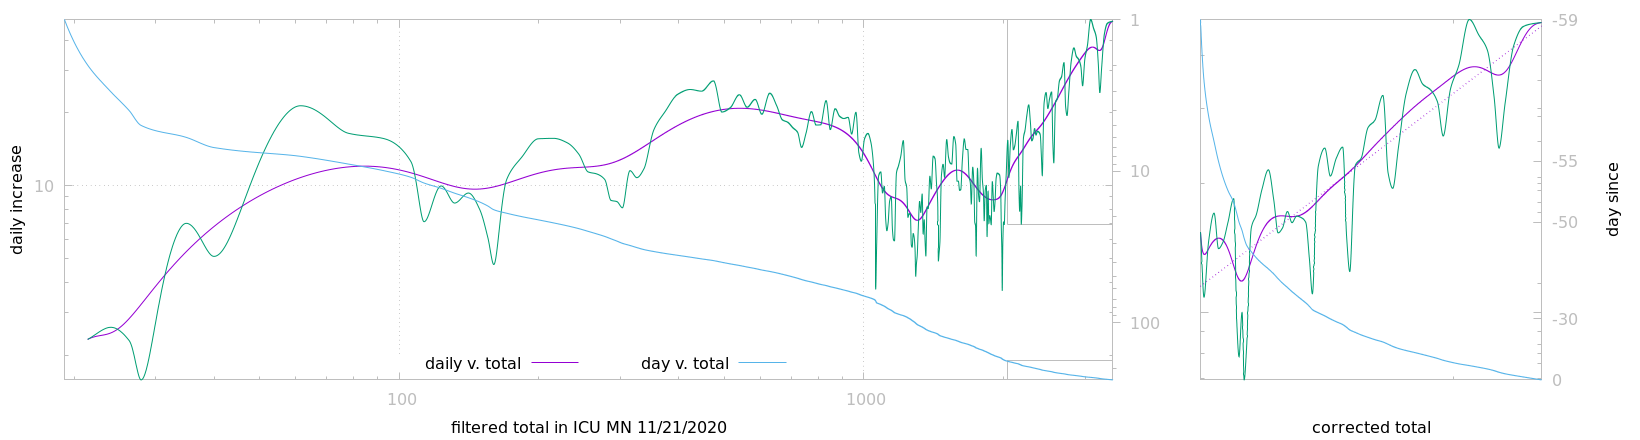 daily increase
10
daily v. total
day v. total
100
1000
filtered total in ICU MN 11/21/2020
1
10
100
corrected total
-59
-55
-50
-30
0
day since